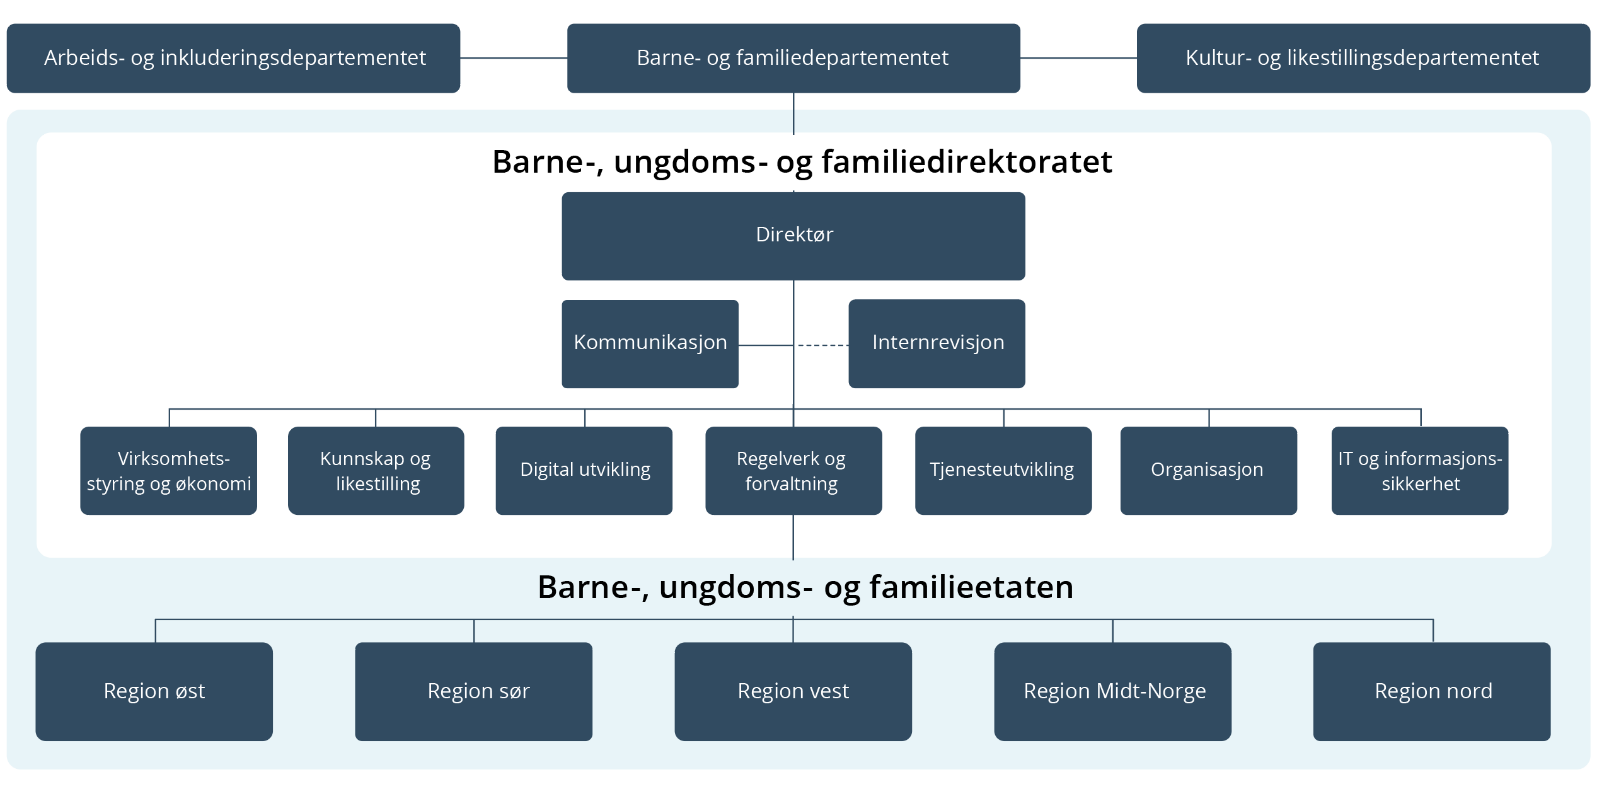 Arbeids- og inkluderingsdepartementet
Barne- og familiedepartementet
Kultur- og likestillingsdepartementet
Barne-, ungdoms- og familiedirektoratet
Direktør
Kommunikasjon
Internrevisjon
Virksomhets-
styring og økonomi
Kunnskap og
likestilling
Digital utvikling
Regelverk og
forvaltning
Tjenesteutvikling
Organisasjon
IT og informasjons-
sikkerhet
Barne-, ungdoms- og familieetaten
Region øst
Region sør
Region vest
Region Midt-Norge
Region nord